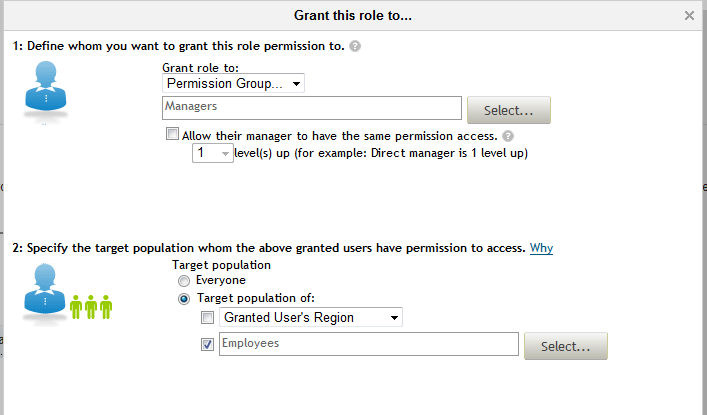 Grant this role to...
1: Define whom you want to grant this role permission to.
Grant role to:
Permission Group...
Managers
Select...
Allow their manager to have the same permission access.
1 level(s) up (for example: Direct manager is 1 level up)
2: Specify the target population whom the above granted users have permission to access. Why
Target population
Everyone
Target population of:
Granted User's Region
Employees
Select...